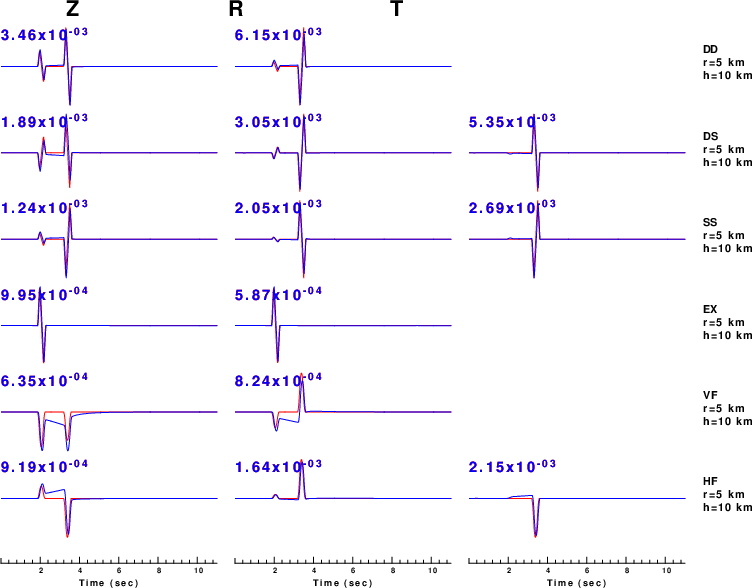 Z R T
3.46x10-03 6.15x10-03
DD
r=5 km
h=10 km
1.89x10-03 3.05x10-03 5.35x10-03
DS
r=5 km
h=10 km
1.24x10-03 2.05x10-03 2.69x10-03
SS
r=5 km
h=10 km
9.95x10-04 5.87x10-04
EX
r=5 km
h=10 km
6.35x10-04 8.24x10-04
VF
r=5 km
h=10 km
9.19x10-04 1.64x10-03 2.15x10-03
HF
r=5 km
h=10 km
2 4 6 8 10 2 4 6 8 10 2 4 6 8 10
Time (sec) Time (sec) Time (sec)